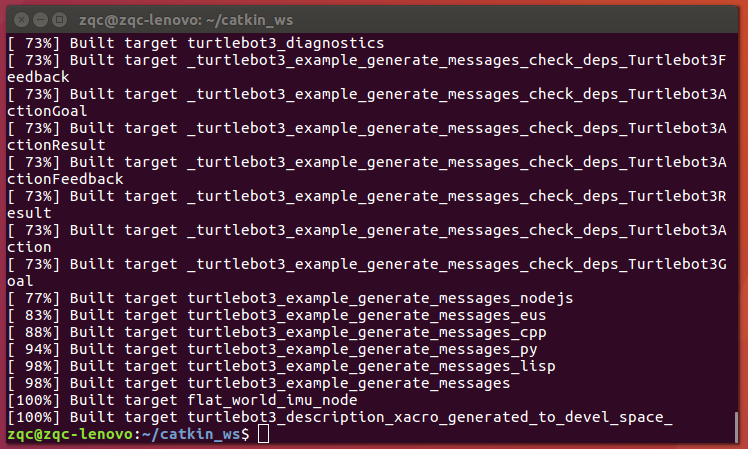 zqc@zqc-lenovo: ~/catkin_ws
[ 73%] Built target turtlebot3_diagnostics
[ 73%] Built target _turtlebot3_example_generate_messages_check_deps_Turtlebot3F
eedback
[ 73%] Built target _turtlebot3_example_generate_messages_check_deps_Turtlebot3A
ctionGoal
[ 73%] Built target _turtlebot3_example_generate_messages_check_deps_Turtlebot3A
ctionResult
[ 73%] Built target _turtlebot3_example_generate_messages_check_deps_Turtlebot3A
ctionFeedback
[ 73%] Built target _turtlebot3_example_generate_messages_check_deps_Turtlebot3R
esult
[ 73%] Built target _turtlebot3_example_generate_messages_check_deps_Turtlebot3A
ction
[ 73%] Built target _turtlebot3_example_generate_messages_check_deps_Turtlebot3G
oal
[ 77%] Built target turtlebot3_example_generate_messages_nodejs
[ 83%] Built target turtlebot3_example_generate_messages_eus
[ 88%] Built target turtlebot3_example_generate_messages_cpp
[ 94%] Built target turtlebot3_example_generate_messages_py
[ 98%] Built target turtlebot3_example_generate_messages_lisp
[ 98%] Built target turtlebot3_example_generate_messages
[100%] Built target flat_world_imu_node
[100%] Built target turtlebot3_description_xacro_generated_to_devel_space_
zqc@zqc-lenovo:~/catkin_ws$